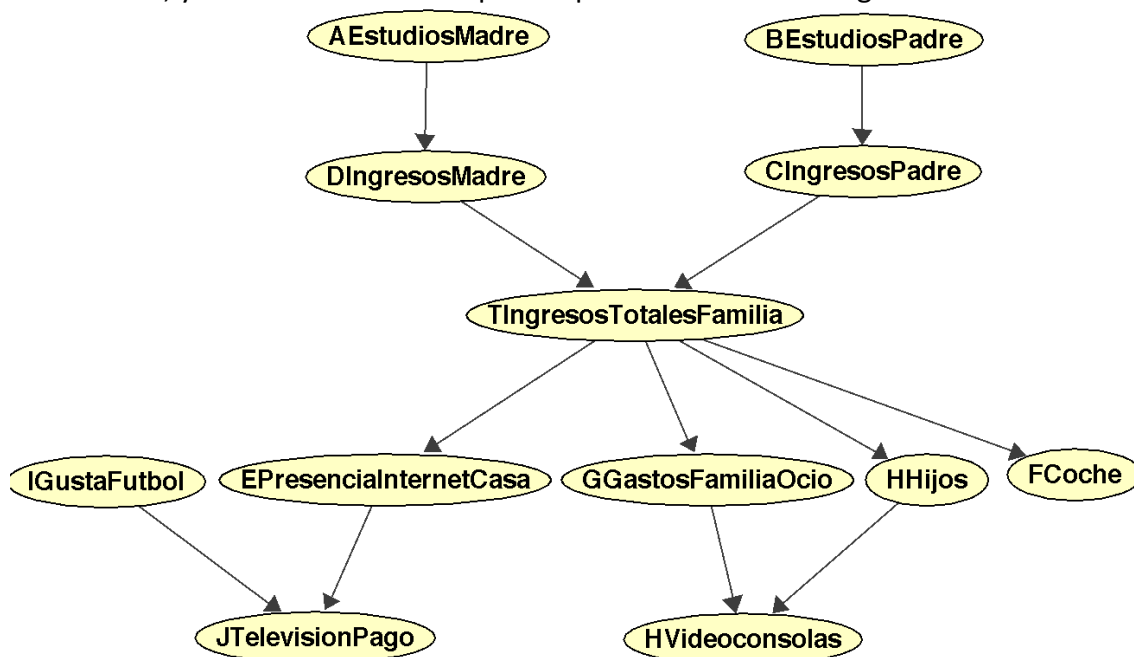 AEstudiosMadre
BEstudiosPadre
DIngresosMadre
CIngresosPadre
TIngresosTotalesFamilia
IGustaFutbol
EPresenciaInternetCasa
GGastosFamiliaOcio
HHijos
FCoche
JTelevisionPago
HVideoconsolas